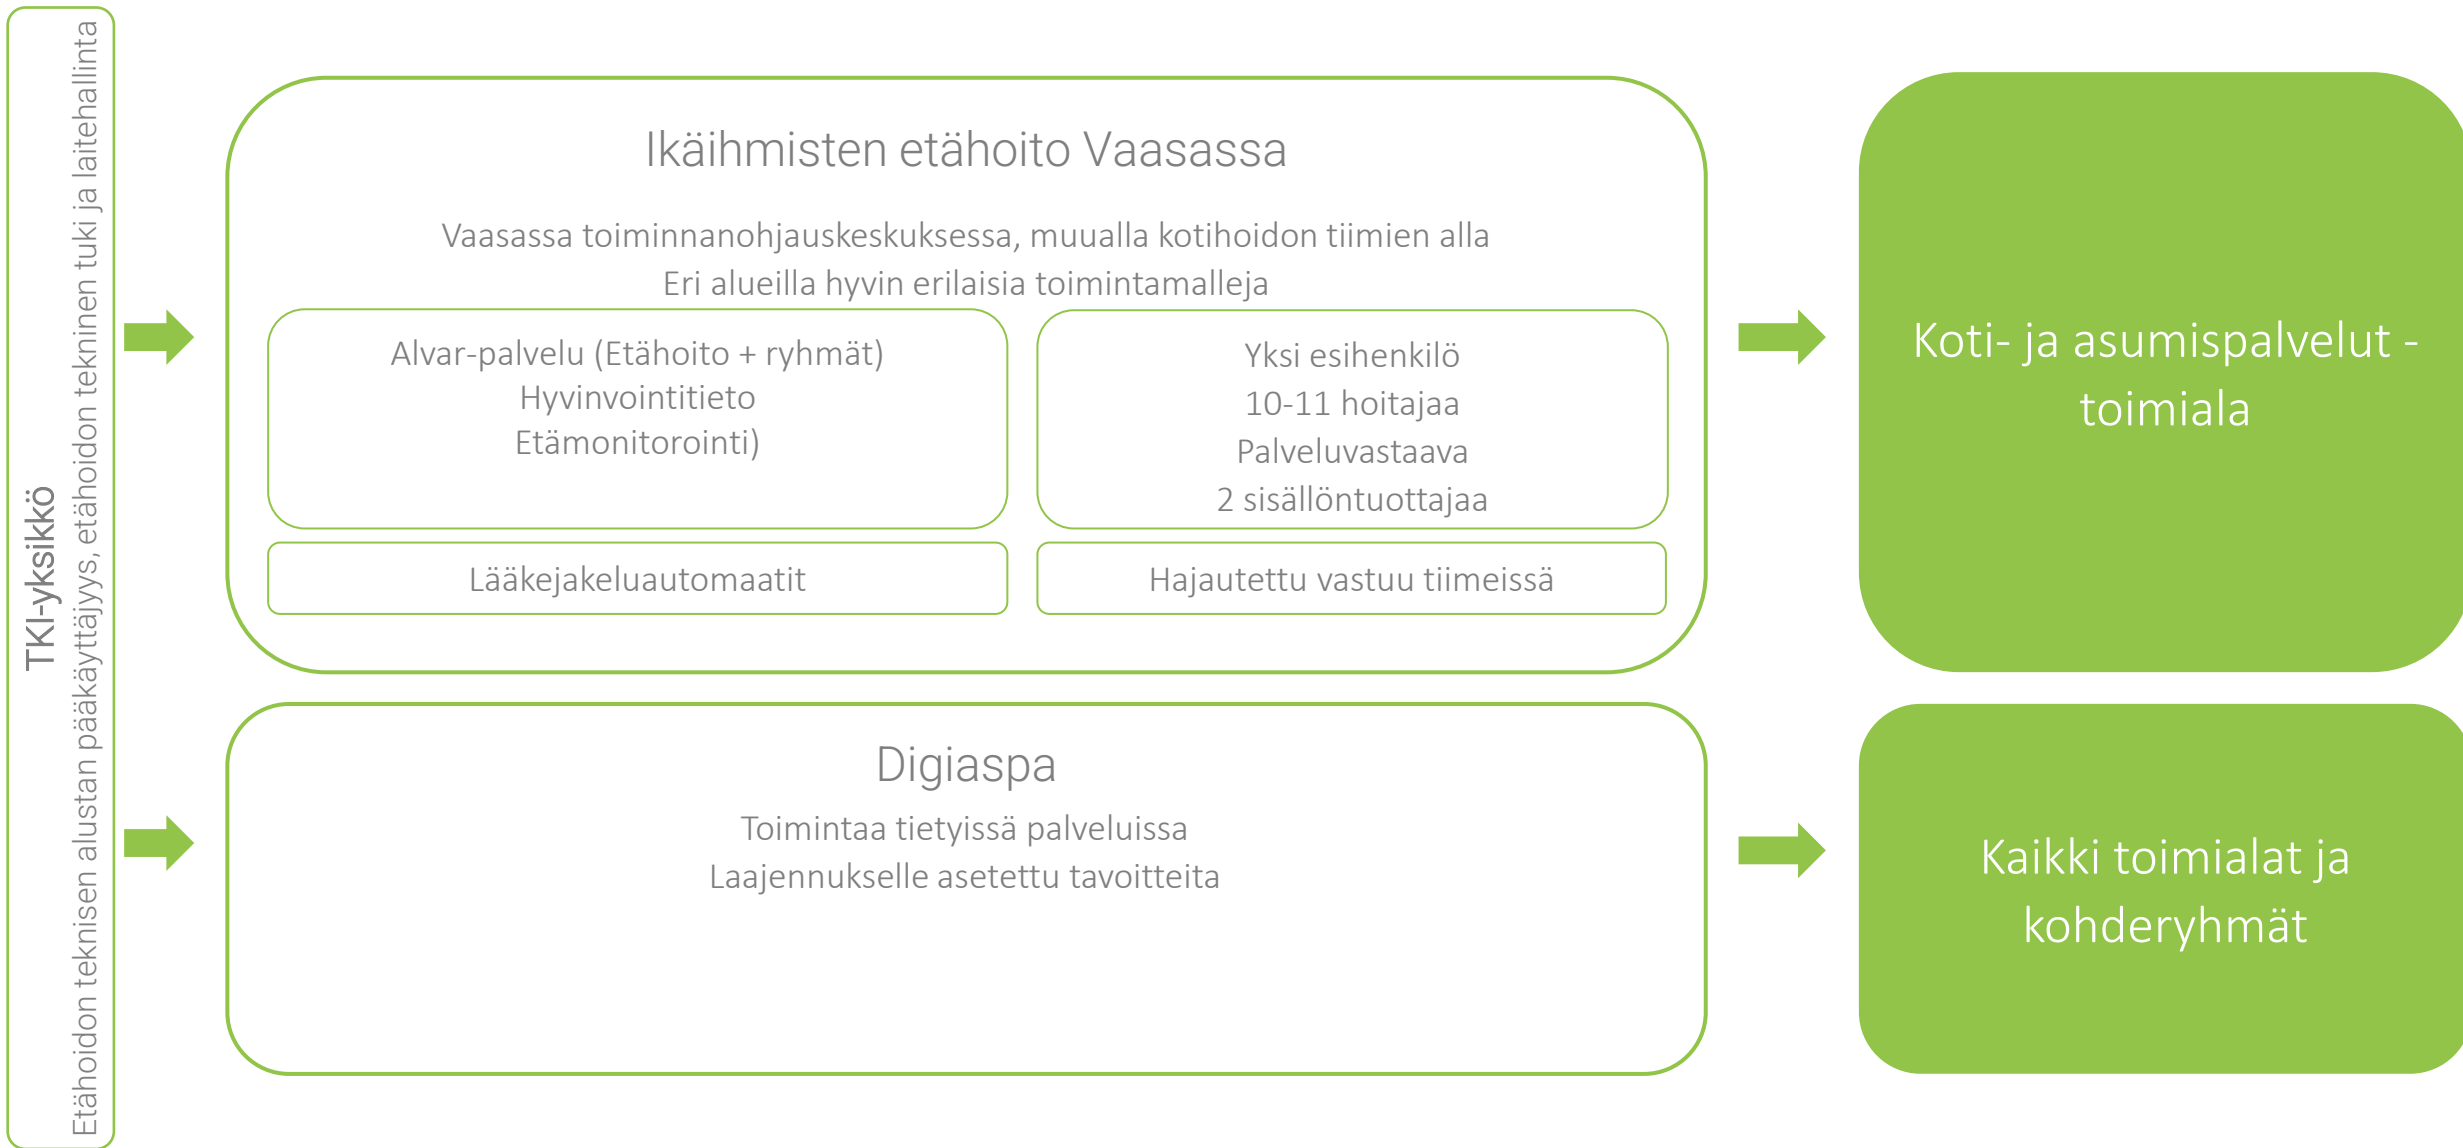 TKI-yksikkö
Etähoidon teknisen alustan pääkäyttäjyys, etähoidon tekninen tuki ja laitehallinta
Ikäihmisten etähoito Vaasassa
Vaasassa toiminnanohjauskeskuksessa, muualla kotihoidon tiimien alla
Eri alueilla hyvin erilaisia toimintamalleja
Alvar-palvelu (Etähoito + ryhmät)
Hyvinvointitieto
Etämonitorointi)
Yksi esihenkilö
10-11 hoitajaa
Palveluvastaava
2 sisällöntuottajaa
Lääkejakeluautomaatit
Hajautettu vastuu tiimeissä
Koti- ja asumispalvelut -
toimiala
Digiaspa
Toimintaa tietyissä palveluissa
Laajennukselle asetettu tavoitteita
Kaikki toimialat ja
kohderyhmät